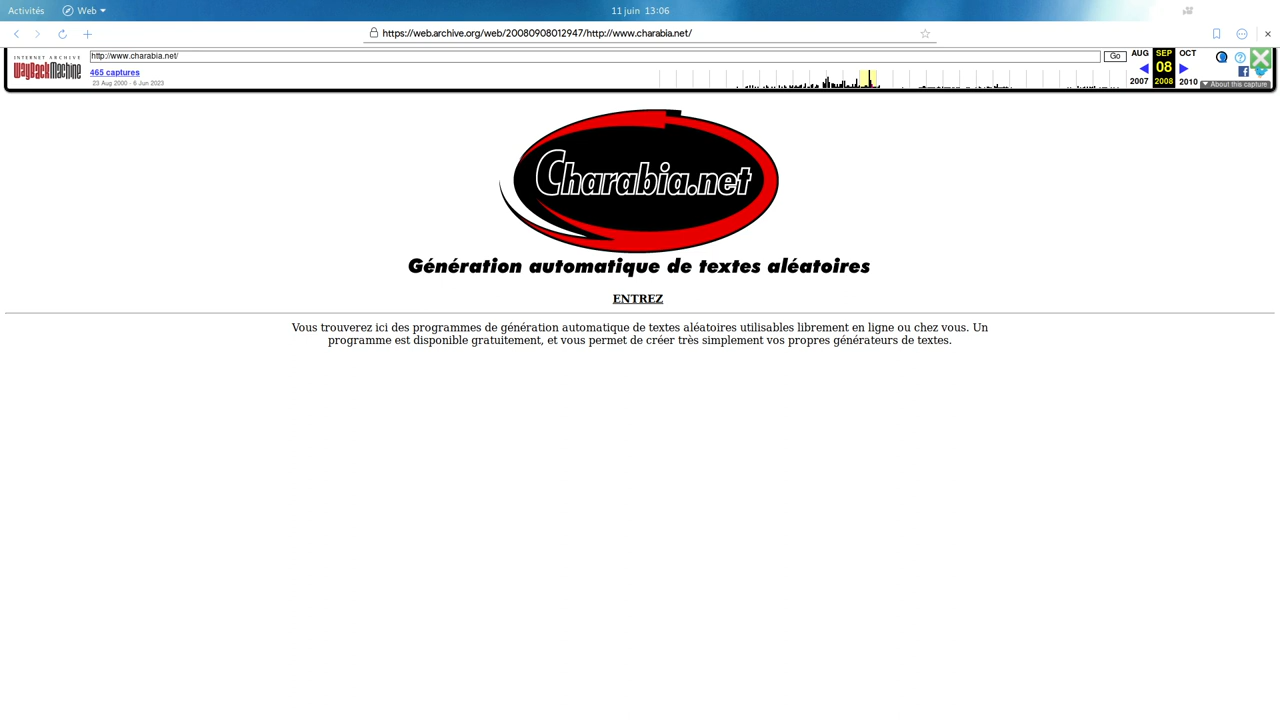 Activités
Web
11 juin 13:06
https://web.archive.org/web/20080908012947/http://www.charabia.net/
INTERNET ARCHIVE
WayBackMachine
http://www.charabia.net/
Go
AUG
SEP
OCT
465 captures
08
23 Aug 2000 - 6 Jun 2023
2007
2008
2010
About this capture
Charabia.net
Génération automatique de textes aléatoires
ENTREZ
Vous trouverez ici des programmes de génération automatique de textes aléatoires utilisables librement en ligne ou chez vous. Un
programme est disponible gratuitement, et vous permet de créer très simplement vos propres générateurs de textes.